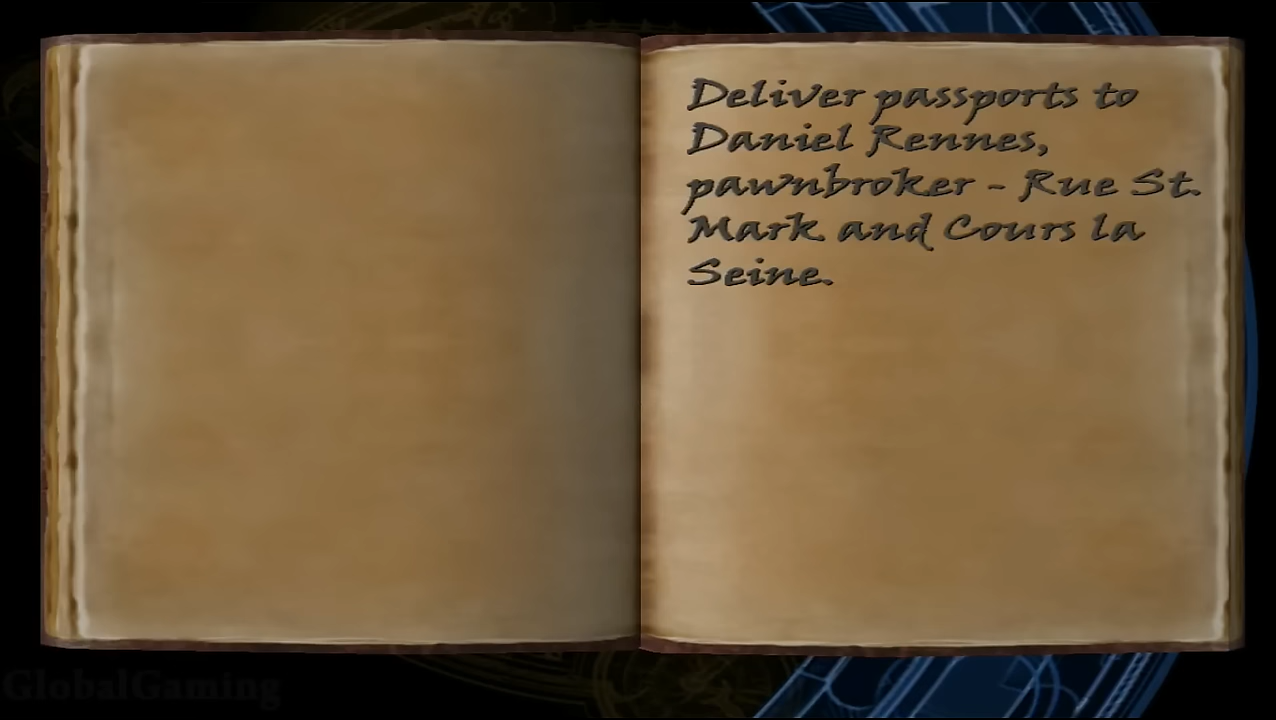 Deliver passports to
Daniel Rennes,
pawnbroker - Rue St.
Mark and Cours la
Seine.
GlobalGaming